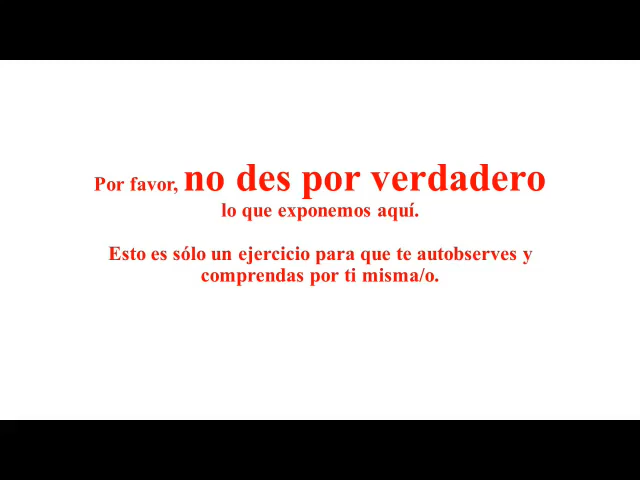 Por favor, no des por verdadero
lo que exponemos aquí.
Esto es sólo un ejercicio para que te autobserves y
comprendas por ti misma/o.